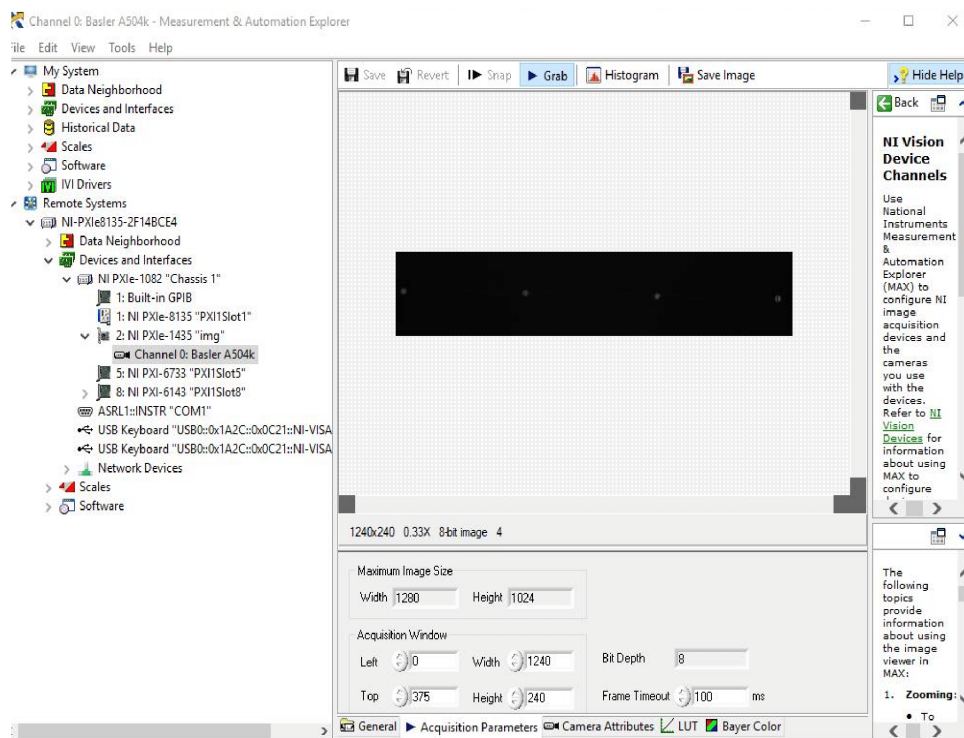 Channel 0: Basler A504k - Measurement & Automation Explorer
File Edit View Tools Help
My System
Data Neighborhood
Devices and Interfaces
Historical Data
Scales
Software
IVI Drivers
Remote Systems
NI-PXIe8135-2F14BCE4
Data Neighborhood
Devices and Interfaces
NI PXIe-1082 "Chassis 1"
1: Built-in GPIB
1: NI PXIe-8135 "PXI1Slot1"
2: NI PXIe-1435 "img"
Channel 0: Basler A504k
5: NI PXI-6733 "PXI1Slot5"
8: NI PXI-6143 "PXI1Slot8"
ASRL1::INSTR "COM1"
USB Keyboard "USB0::0x1A2C::0x0C21::NI-VISA
USB Keyboard "USB0::0x1A2C::0x0C21::NI-VISA
Network Devices
Scales
Software
Save Revert Snap Grab Histogram Save Image Hide Help
1240x240 0.33X 8-bit image 4
Maximum Image Size
Width 1280 Height 1024
Acquisition Window
Left 0 Width 1240 Bit Depth 8
Top 375 Height 240 Frame Timeout 100 ms
General Acquisition Parameters Camera Attributes LUT Bayer Color
Back
NI Vision
Device
Channels
Use
National
Instruments
Measurement
&
Automation
Explorer
(MAX) to
configure NI
image
acquisition
devices and
the
cameras
you use
with the
devices.
Refer to NI
Vision
Devices for
information
about using
MAX to
configure
The
following
topics
provide
information
about using
the image
viewer in
MAX:
1. Zooming:
• To